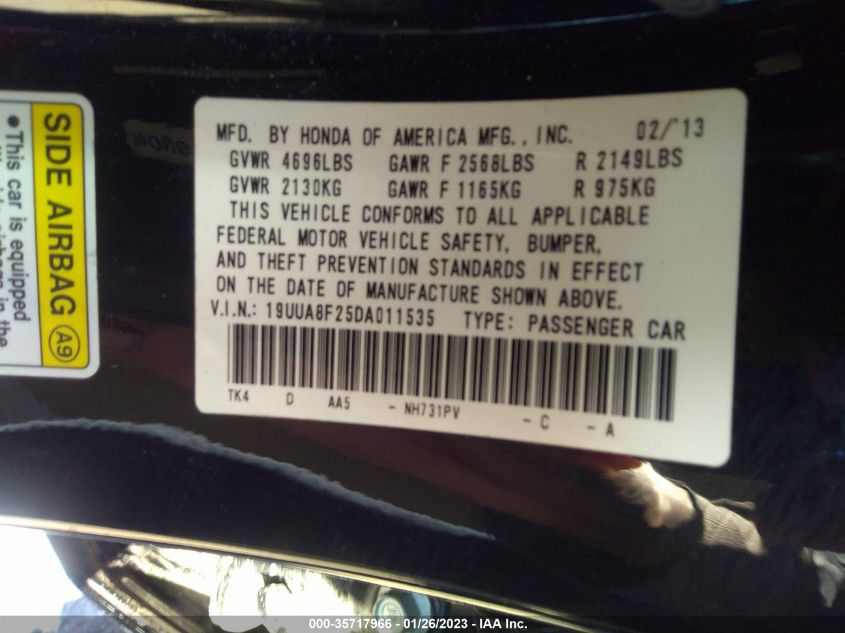 SIDE AIRBAG A9
•This car is equipped
MFD. BY HONDA OF AMERICA MFG., INC. 02/'13
GVWR 4696LBS GAWR F 2568LBS R 2149LBS
GVWR 2130KG GAWR F 1165KG R 975KG
THIS VEHICLE CONFORMS TO ALL APPLICABLE
FEDERAL MOTOR VEHICLE SAFETY, BUMPER,
AND THEFT PREVENTION STANDARDS IN EFFECT
ON THE DATE OF MANUFACTURE SHOWN ABOVE.
V.I.N.: 19UUA8F25DA011535 TYPE: PASSENGER CAR
TK4 D AA5 - NH731PV - C - A
000-35717966 - 01/26/2023 - IAA Inc.